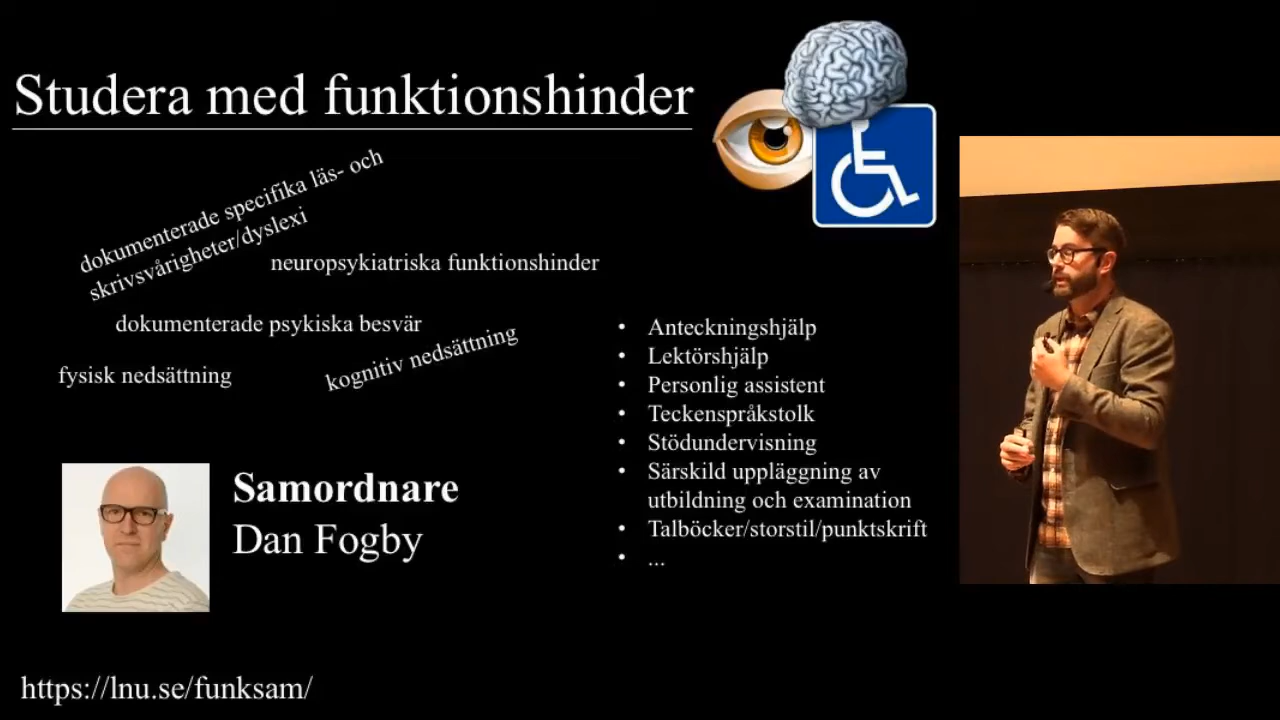 Studera med funktionshinder
dokumenterade specifika läs- och
skrivsvårigheter/dyslexi
neuropsykiatriska funktionshinder
dokumenterade psykiska besvär
kognitiv nedsättning
fysisk nedsättning
• Anteckningshjälp
• Lektörshjälp
• Personlig assistent
• Teckenspråkstolk
• Stödundervisning
• Särskild uppläggning av
utbildning och examination
• Talböcker/storstil/punktskrift
• ...
Samordnare
Dan Fogby
https://lnu.se/funksam/